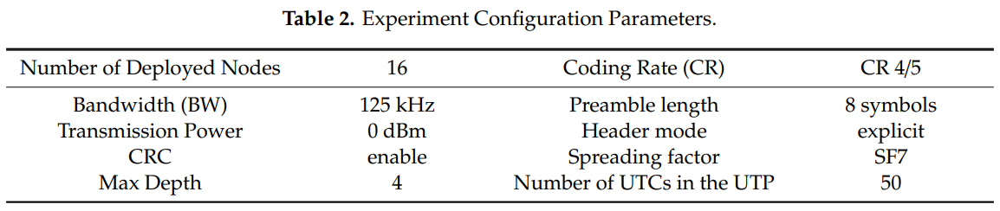 Table 2. Experiment Configuration Parameters.
Number of Deployed Nodes 16 Coding Rate (CR) CR 4/5
Bandwidth (BW) 125 kHz Preamble length 8 symbols
Transmission Power 0 dBm Header mode explicit
CRC enable Spreading factor SF7
Max Depth 4 Number of UTCs in the UTP 50